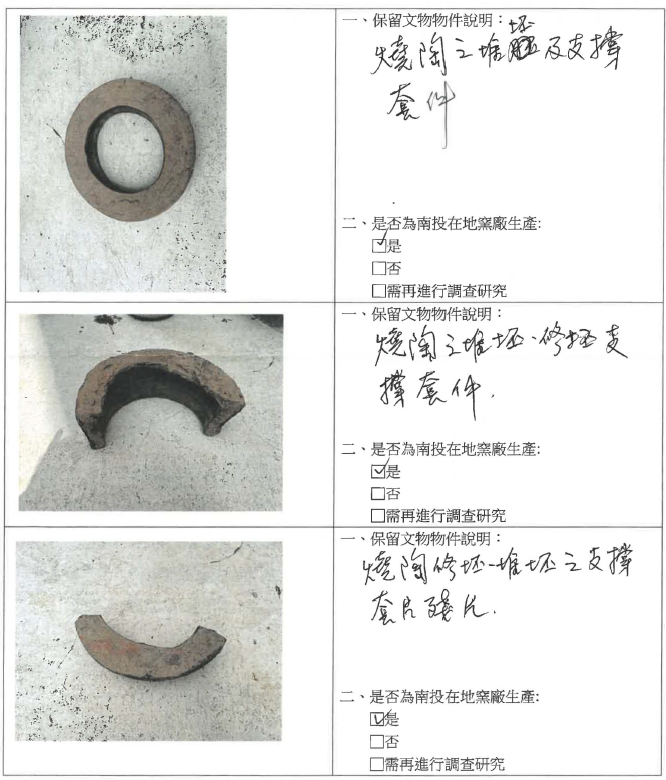 一、保留文物物件說明：
燒陶之堆坯及支撐
套件
二、是否為南投在地窯廠生產:
☑是
☐否
☐需再進行調查研究
一、保留文物物件說明：
燒陶之堆坯、修坯支
撐套件.
二、是否為南投在地窯廠生產:
☑是
☐否
☐需再進行調查研究
一、保留文物物件說明：
燒陶修坯、堆坯之支撐
套片殘片.
二、是否為南投在地窯廠生產:
☑是
☐否
☐需再進行調查研究